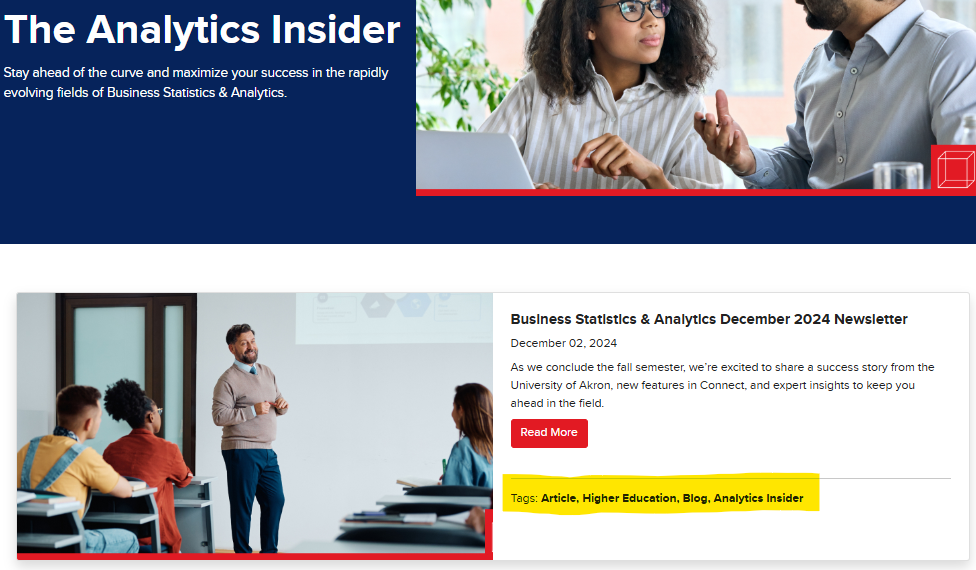 The Analytics Insider
Stay ahead of the curve and maximize your success in the rapidly
evolving fields of Business Statistics & Analytics.
Business Statistics & Analytics December 2024 Newsletter
December 02, 2024
As we conclude the fall semester, we're excited to share a success story from the
University of Akron, new features in Connect, and expert insights to keep you
ahead in the field.
Read More
Tags: Article, Higher Education, Blog, Analytics Insider